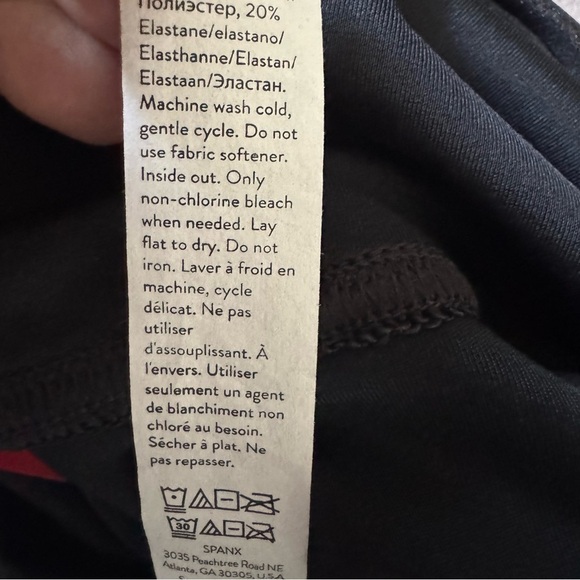 Полиэстер, 20%
Elastane/elastano/
Elasthanne/Elastan/
Elastaan/Эластан.
Machine wash cold,
gentle cycle. Do not
use fabric softener.
Inside out. Only
non-chlorine bleach
when needed. Lay
flat to dry. Do not
iron. Laver à froid en
machine, cycle
délicat. Ne pas
utiliser
d'assouplissant. À
l'envers. Utiliser
seulement un agent
de blanchiment non
chloré au besoin.
Sécher à plat. Ne
pas repasser.
30
SPANX
3035 Peachtree Road NE
Atlanta, GA 30305, U.S.A